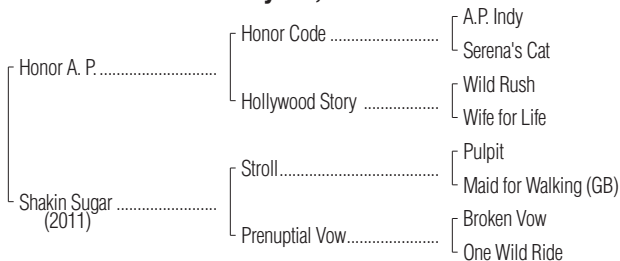 A.P. Indy
Honor Code
Serena's Cat
Honor A. P.
Wild Rush
Hollywood Story
Wife for Life
Pulpit
Stroll
Maid for Walking (GB)
Shakin Sugar
(2011)
Broken Vow
Prenuptial Vow
One Wild Ride